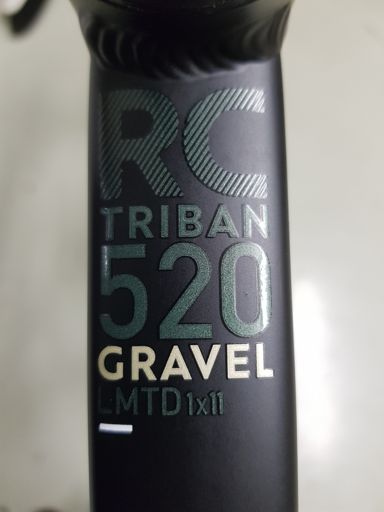 RC
TRIBAN
520
GRAVEL
LMTD 1x11